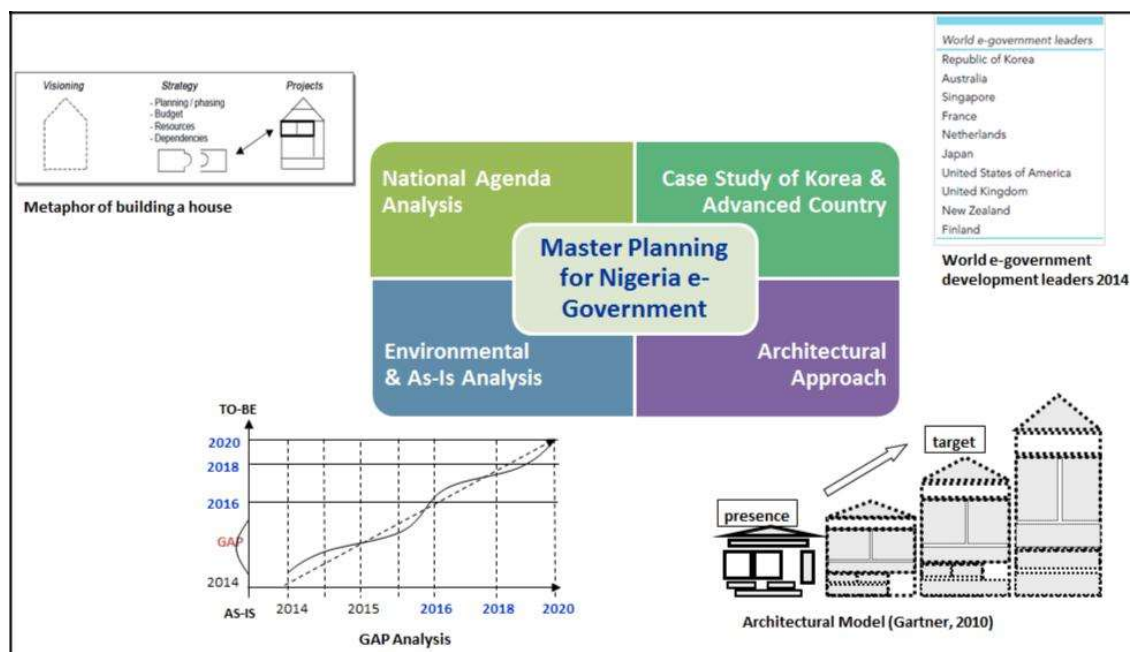 Visioning
Strategy
- Planning / phasing
- Budget
- Resources
- Dependencies
Projects
Metaphor of building a house
World e-government leaders
Republic of Korea
Australia
Singapore
France
Netherlands
Japan
United States of America
United Kingdom
New Zealand
Finland
World e-government
development leaders 2014
National Agenda
Analysis
Case Study of Korea &
Advanced Country
Master Planning
for Nigeria e-
Government
Environmental
& As-Is Analysis
Architectural
Approach
TO-BE
2020
2018
2016
GAP
2014
AS-IS
2014 2015 2016 2018 2020
GAP Analysis
presence
target
Architectural Model (Gartner, 2010)